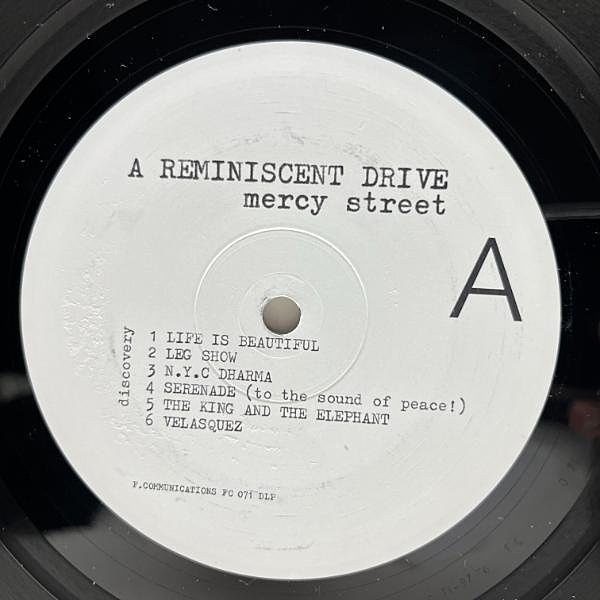 A REMINISCENT DRIVE
mercy street
A
discovery
1 LIFE IS BEAUTIFUL
2 LEG SHOW
3 N.Y.C DHARMA
4 SERENADE (to the sound of peace!)
5 THE KING AND THE ELEPHANT
6 VELASQUEZ
F.COMMUNICATIONS FC 071 DLP